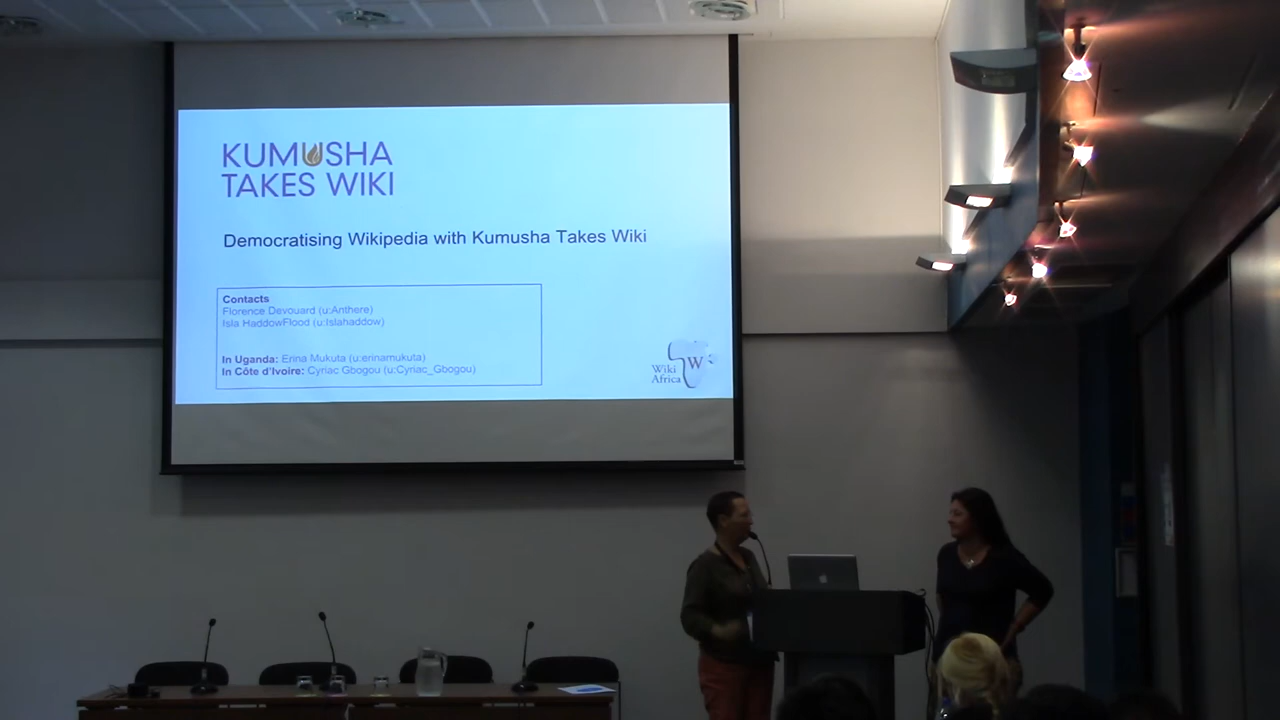 KUMUSHA
TAKES WIKI
Democratising Wikipedia with Kumusha Takes Wiki
Contacts
Florence Devouard (u:Anthere)
Isla HaddowFlood (u:Islahaddow)
In Uganda: Erina Mukuta (u:erinamukuta)
In Côte d'Ivoire: Cyriac Gbogou (u:Cyriac_Gbogou)
W
Wiki
Africa